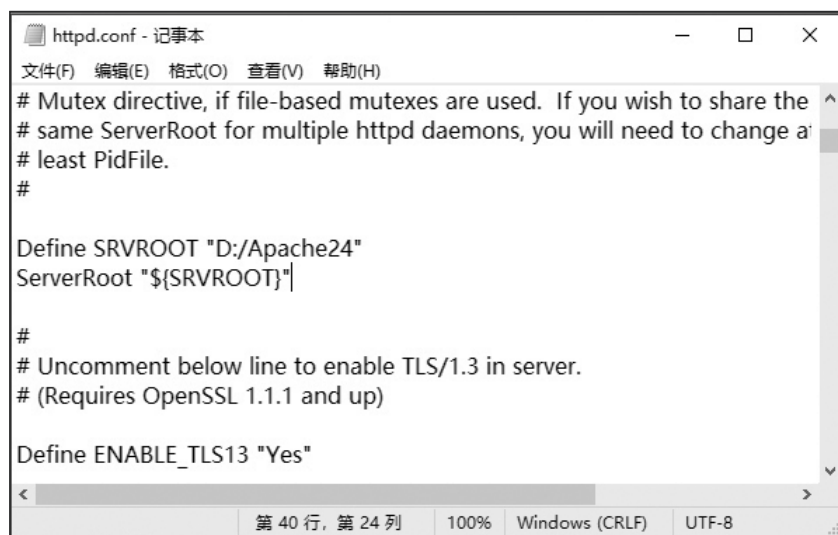 httpd.conf - 记事本
文件(F) 编辑(E) 格式(O) 查看(V) 帮助(H)
# Mutex directive, if file-based mutexes are used.  If you wish to share the
# same ServerRoot for multiple httpd daemons, you will need to change at
# least PidFile.
#
Define SRVROOT "D:/Apache24"
ServerRoot "${SRVROOT}"
#
# Uncomment below line to enable TLS/1.3 in server.
# (Requires OpenSSL 1.1.1 and up)
Define ENABLE_TLS13 "Yes"
第 40 行，第 24 列 100% Windows (CRLF) UTF-8